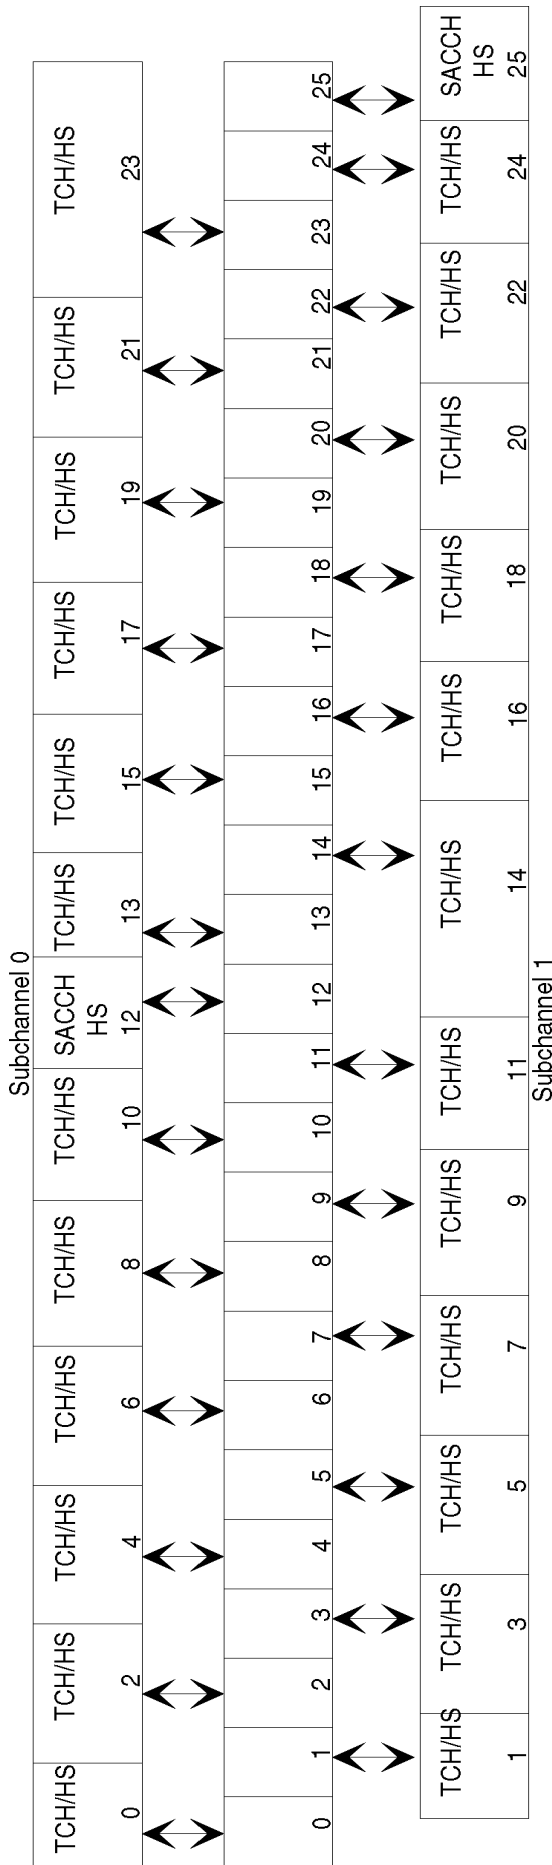 Subchannel 0
TCH/HS TCH/HS TCH/HS TCH/HS TCH/HS TCH/HS SACCH TCH/HS TCH/HS TCH/HS TCH/HS TCH/HS TCH/HS
HS
0 2 4 6 8 10 12 13 15 17 19 21 23
0 1 2 3 4 5 6 7 8 9 10 11 12 13 14 15 16 17 18 19 20 21 22 23 24 25
TCH/HS TCH/HS TCH/HS TCH/HS TCH/HS TCH/HS TCH/HS TCH/HS TCH/HS TCH/HS TCH/HS TCH/HS SACCH
HS
1 3 5 7 9 11 14 16 18 20 22 24 25
Subchannel 1